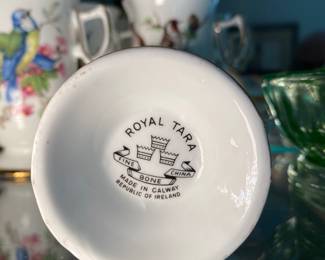 ROYAL TARA
FINE BONE CHINA
MADE IN GALWAY
REPUBLIC OF IRELAND